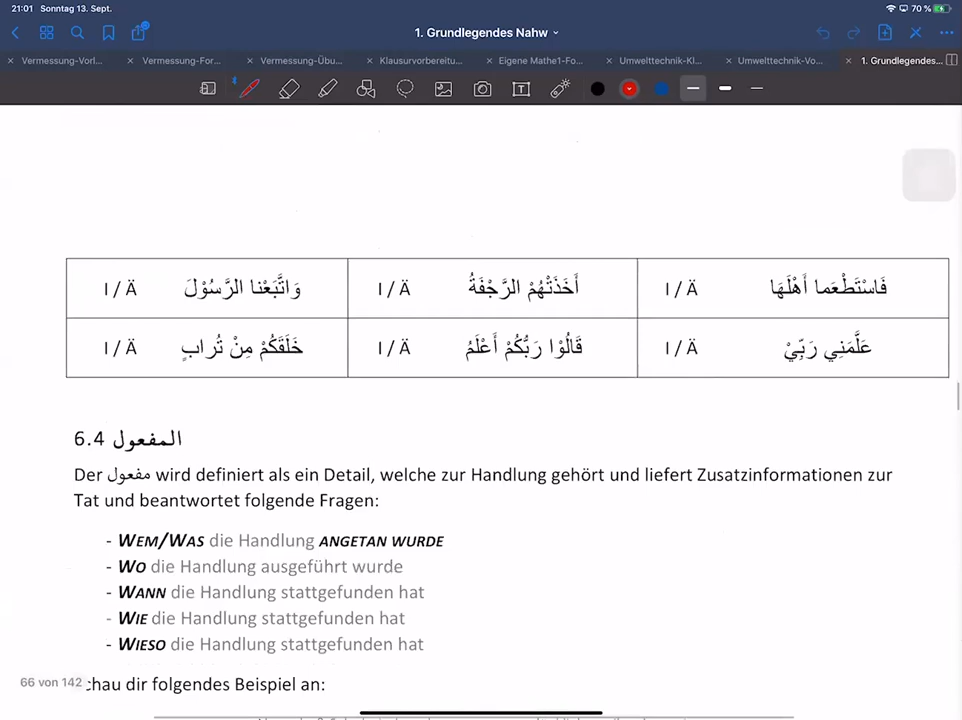 21:01 Sonntag 13. Sept.
70 %
1. Grundlegendes Nahw
Vermessung-Vorl...
Vermessung-For...
Vermessung-Übu...
Klausurvorbereitu...
Eigene Mathe1-Fo...
Umwelttechnik-Kl...
Umwelttechnik-Vo...
1. Grundlegendes...
فَاسْتَطْعَما أَهْلَهَا I / Ä
أَخَذَتْهُمْ الرَّجْفَةُ I / Ä
وَاتَّبَعْنا الرَّسُوْلَ I / Ä
عَلَّمَنِي رَبِّيْ I / Ä
قَالُوْا رَبُّكُمْ أَعْلَمُ I / Ä
خَلَقَكُمْ مِنْ تُرابٍ I / Ä
6.4 المفعول
Der مفعول wird definiert als ein Detail, welche zur Handlung gehört und liefert Zusatzinformationen zur
Tat und beantwortet folgende Fragen:
- WEM/WAS die Handlung ANGETAN WURDE
- WO die Handlung ausgeführt wurde
- WANN die Handlung stattgefunden hat
- WIE die Handlung stattgefunden hat
- WIESO die Handlung stattgefunden hat
66 von 142
chau dir folgendes Beispiel an: